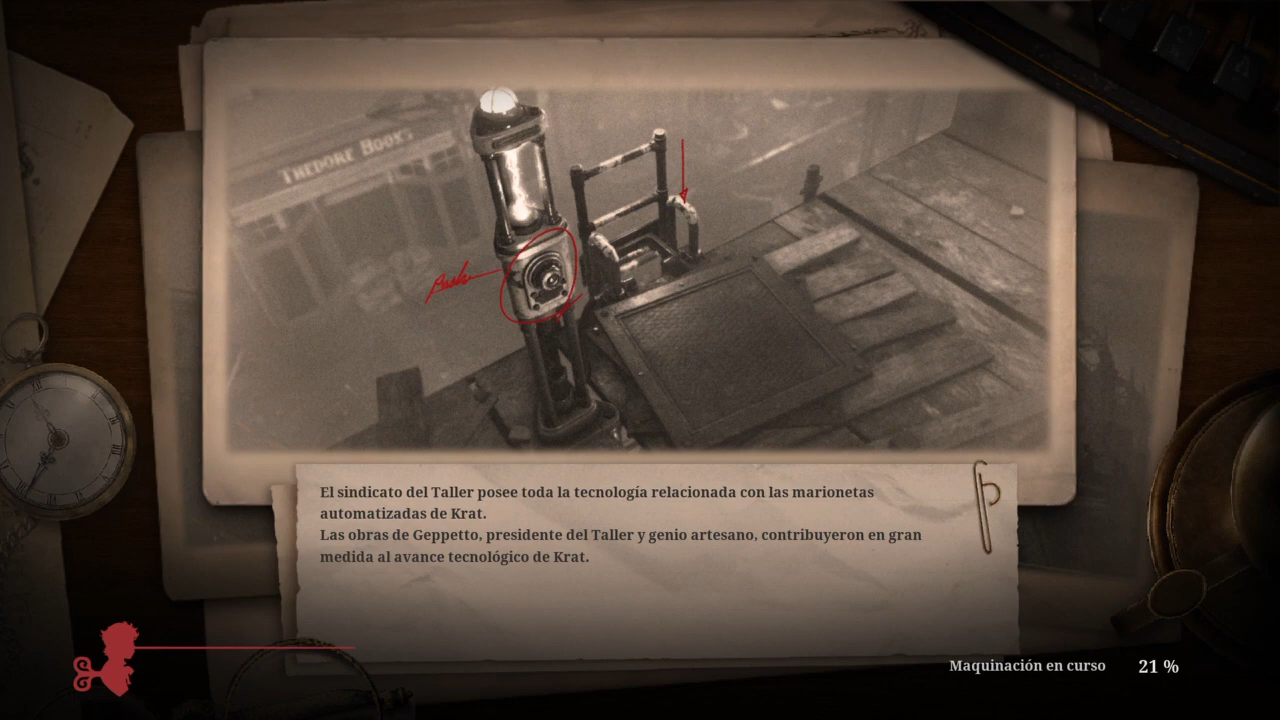 THEDORE BOOKS
Push
El sindicato del Taller posee toda la tecnología relacionada con las marionetas
automatizadas de Krat.
Las obras de Geppetto, presidente del Taller y genio artesano, contribuyeron en gran
medida al avance tecnológico de Krat.
Maquinación en curso 21 %